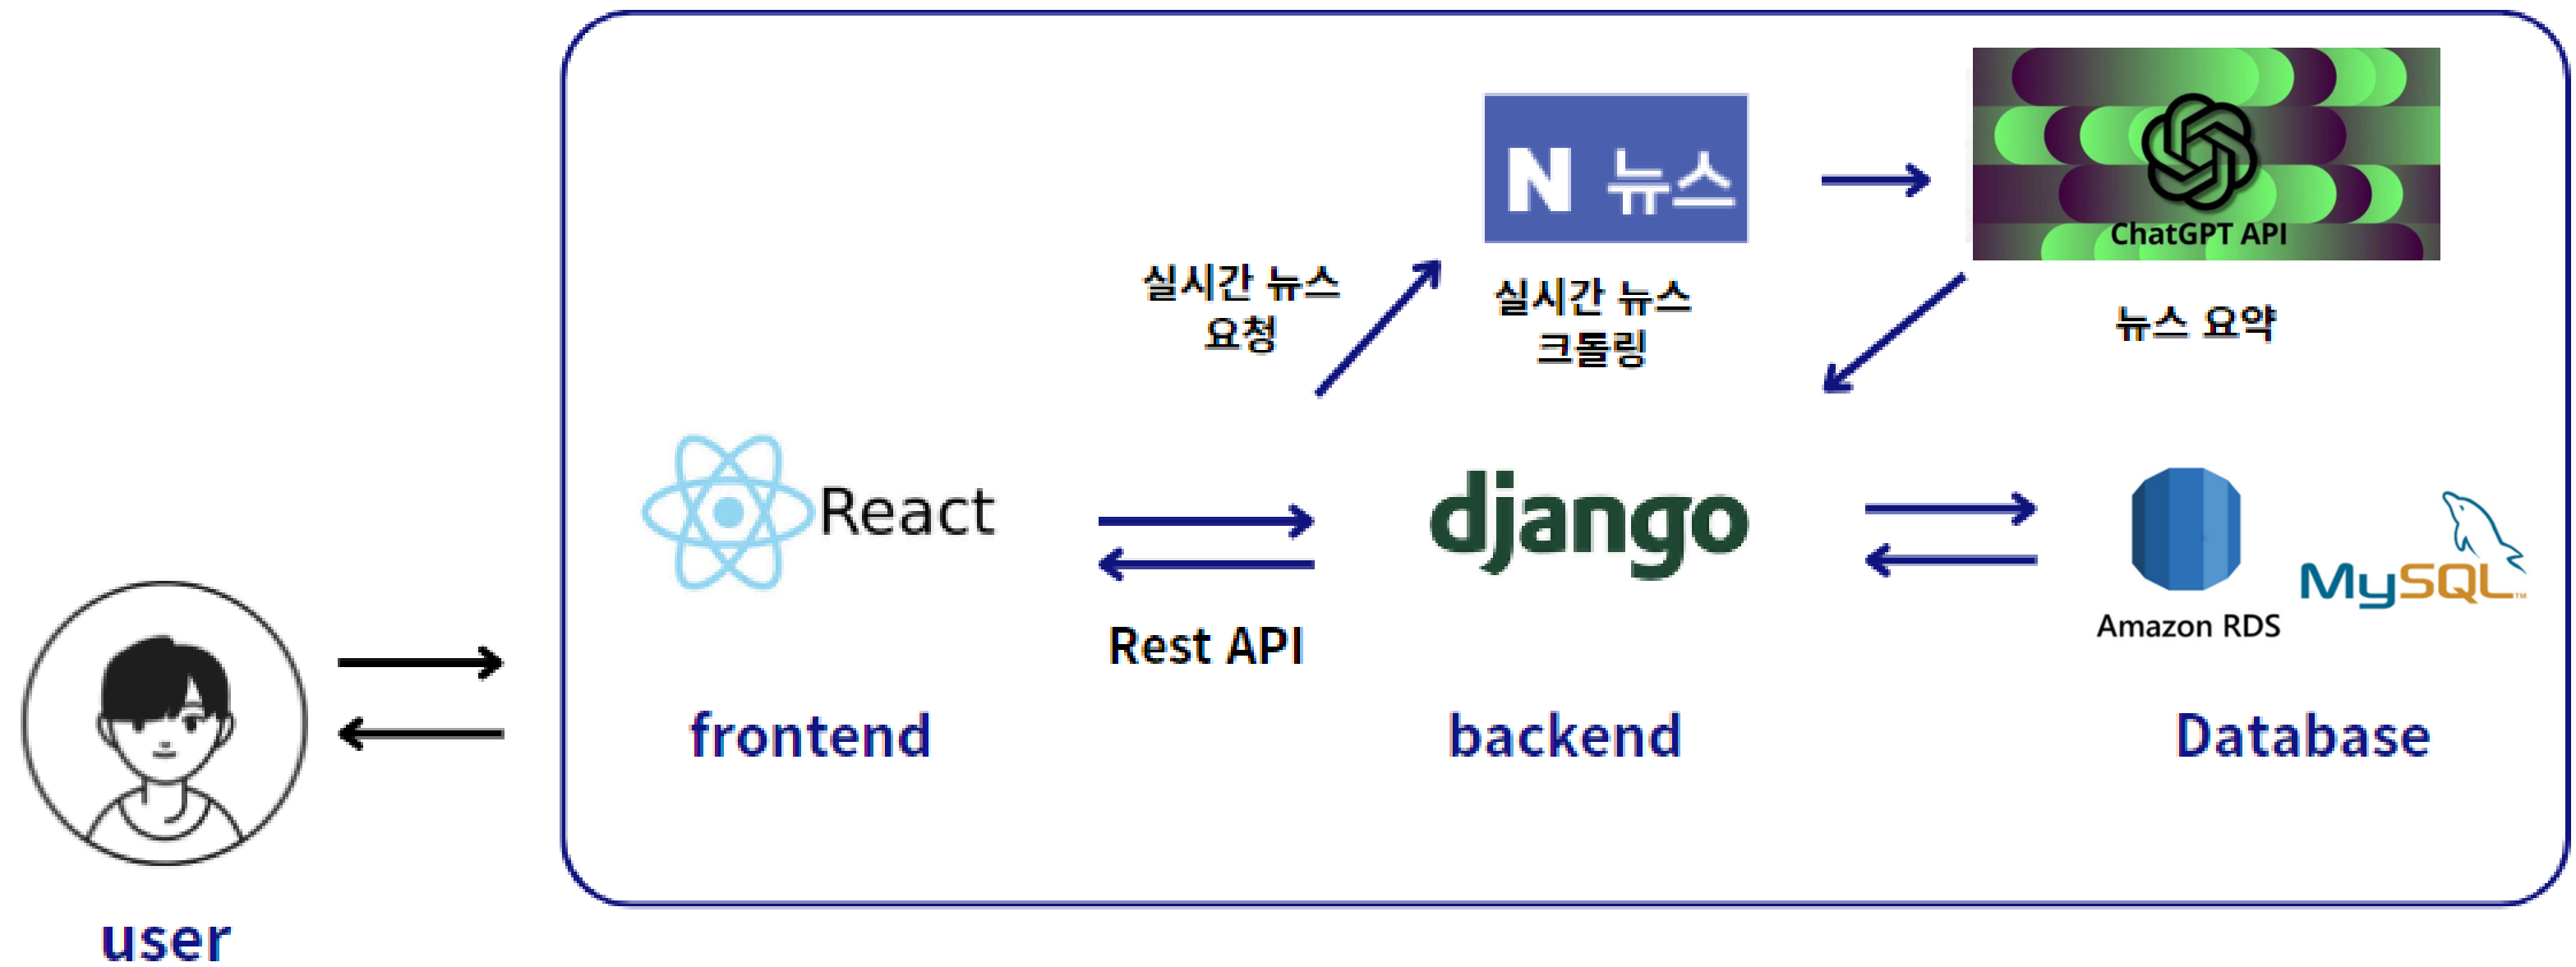 N 뉴스
ChatGPT API
실시간 뉴스
요청
실시간 뉴스
크롤링
뉴스 요약
React
django
Rest API
Amazon RDS
MySQL™
frontend
backend
Database
user